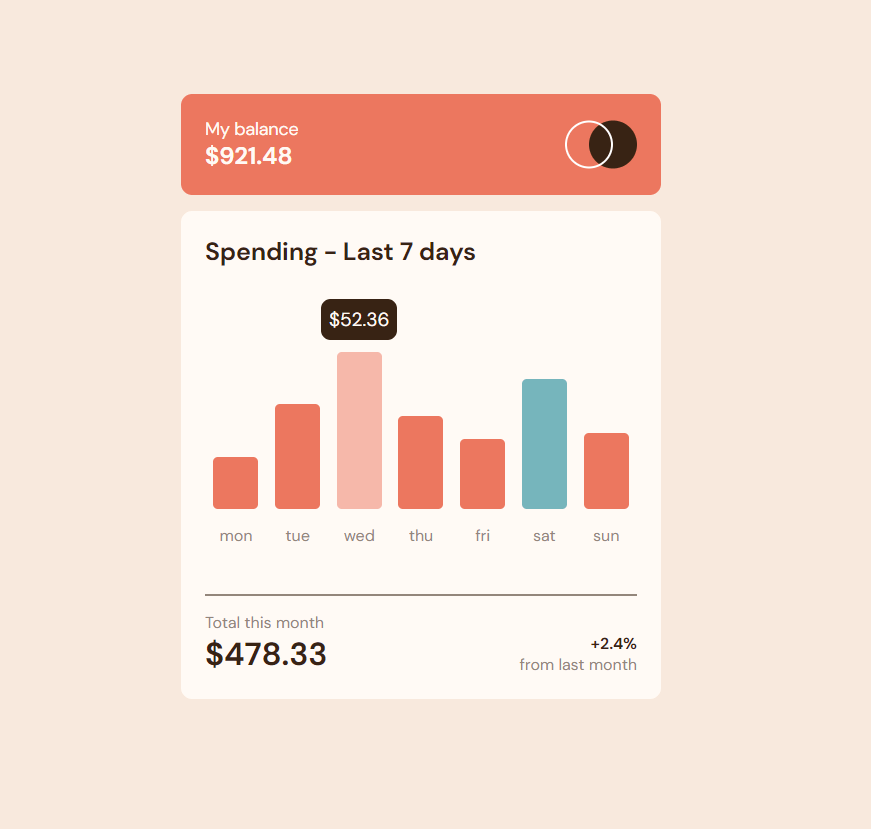 My balance
$921.48
Spending - Last 7 days
$52.36
mon tue wed thu fri sat sun
Total this month
$478.33
+2.4%
from last month